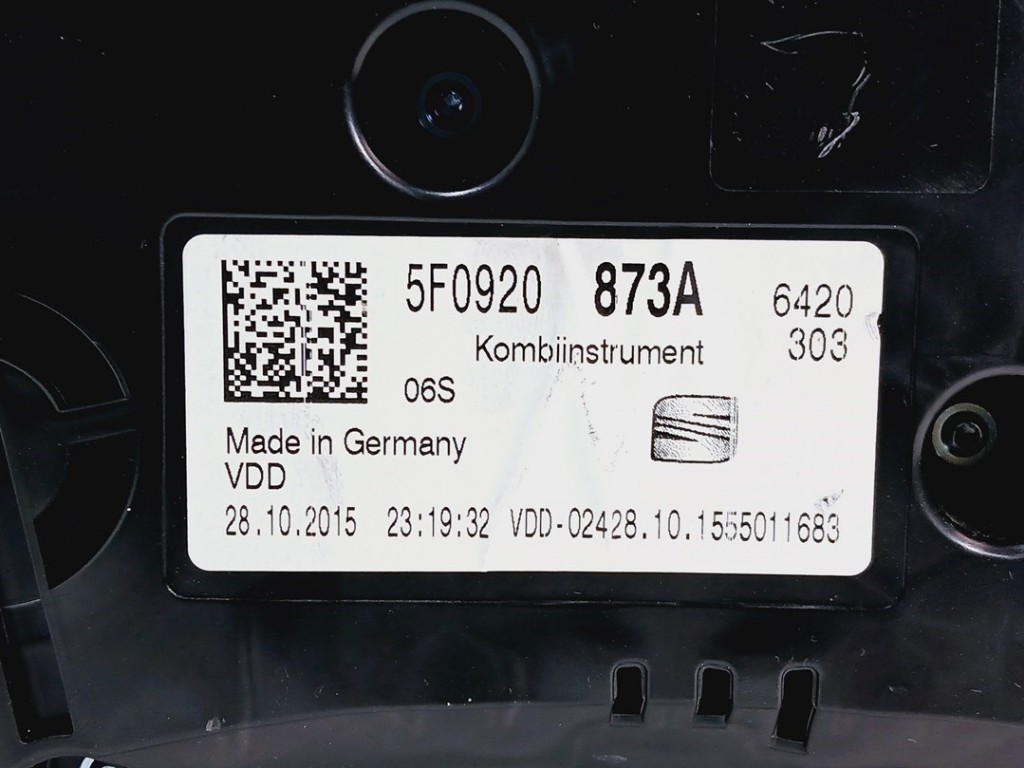 5F0920 873A 6420
Kombiinstrument 303
06S
Made in Germany
VDD
28.10.2015 23:19:32 VDD-02428.10.1555011683